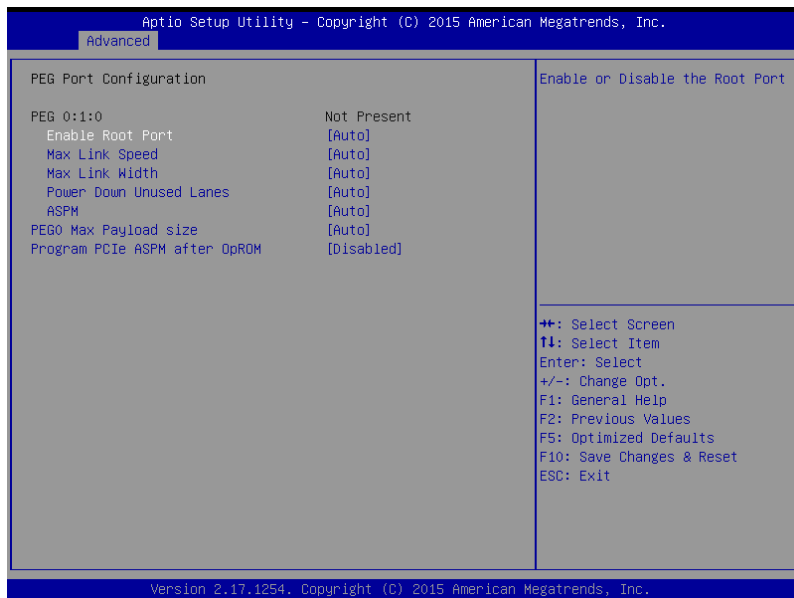 Aptio Setup Utility – Copyright (C) 2015 American Megatrends, Inc.
Advanced
PEG Port Configuration
PEG 0:1:0 Not Present
Enable Root Port [Auto]
Max Link Speed [Auto]
Max Link Width [Auto]
Power Down Unused Lanes [Auto]
ASPM [Auto]
PEG0 Max Payload size [Auto]
Program PCIe ASPM after OpROM [Disabled]
Enable or Disable the Root Port
→←: Select Screen
↑↓: Select Item
Enter: Select
+/-: Change Opt.
F1: General Help
F2: Previous Values
F5: Optimized Defaults
F10: Save Changes & Reset
ESC: Exit
Version 2.17.1254. Copyright (C) 2015 American Megatrends, Inc.